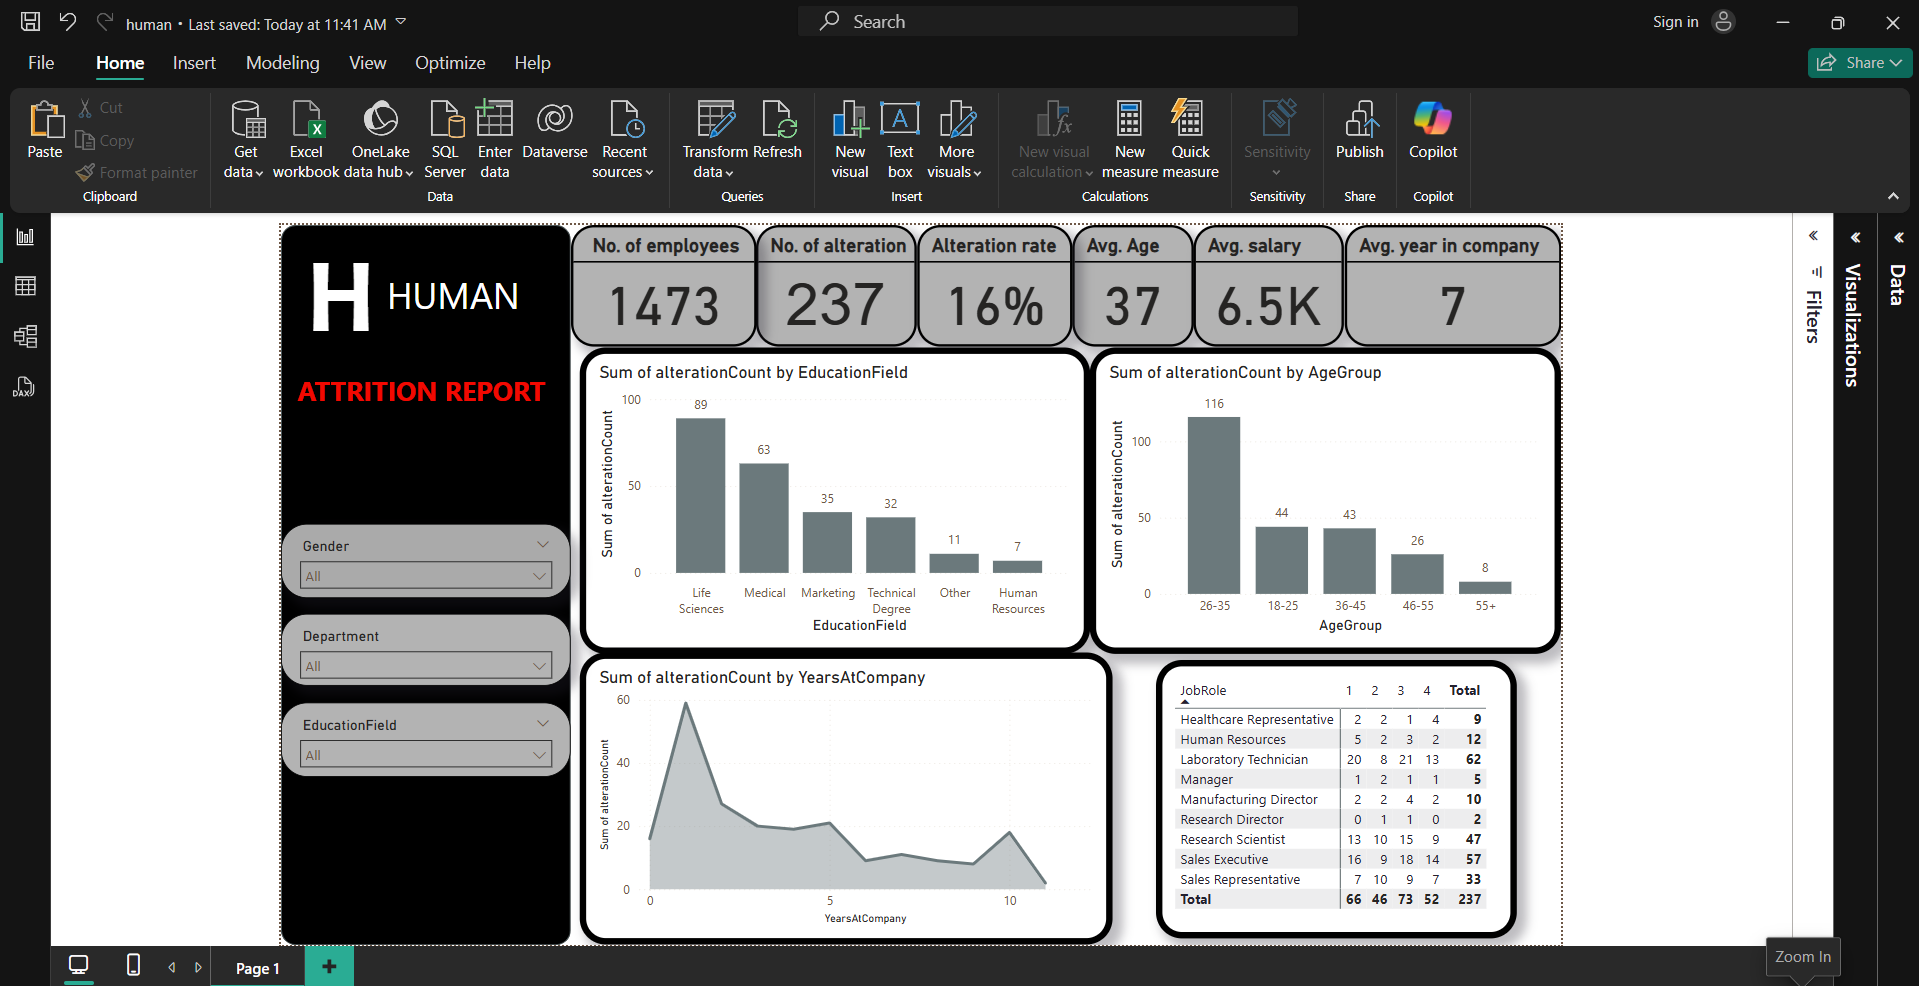 human • Last saved: Today at 11:41 AM
Search
Sign in
File Home Insert Modeling View Optimize Help
Share
Paste
Cut
Copy
Format painter
Clipboard
Get data
Excel workbook
OneLake data hub
SQL Server
Enter data
Dataverse
Recent sources
Data
Transform data
Refresh
Queries
New visual
Text box
More visuals
Insert
New visual calculation
New measure
Quick measure
Calculations
Sensitivity
Sensitivity
Publish
Share
Copilot
Copilot
DAX
H HUMAN
ATTRITION REPORT
Gender
All
Department
All
EducationField
All
No. of employees
1473
No. of alteration
237
Alteration rate
16%
Avg. Age
37
Avg. salary
6.5K
Avg. year in company
7
Sum of alterationCount by EducationField
Sum of alterationCount
100
50
0
89
63
35
32
11
7
Life Sciences
Medical
Marketing
Technical Degree
Other
Human Resources
EducationField
Sum of alterationCount by AgeGroup
Sum of alterationCount
100
50
0
116
44
43
26
8
26-35
18-25
36-45
46-55
55+
AgeGroup
Sum of alterationCount by YearsAtCompany
Sum of alterationCount
60
40
20
0
0
5
10
YearsAtCompany
JobRole 1 2 3 4 Total
Healthcare Representative 2 2 1 4 9
Human Resources 5 2 3 2 12
Laboratory Technician 20 8 21 13 62
Manager 1 2 1 1 5
Manufacturing Director 2 2 4 2 10
Research Director 0 1 1 0 2
Research Scientist 13 10 15 9 47
Sales Executive 16 9 18 14 57
Sales Representative 7 10 9 7 33
Total 66 46 73 52 237
Filters
Visualizations
Data
Page 1
Zoom In